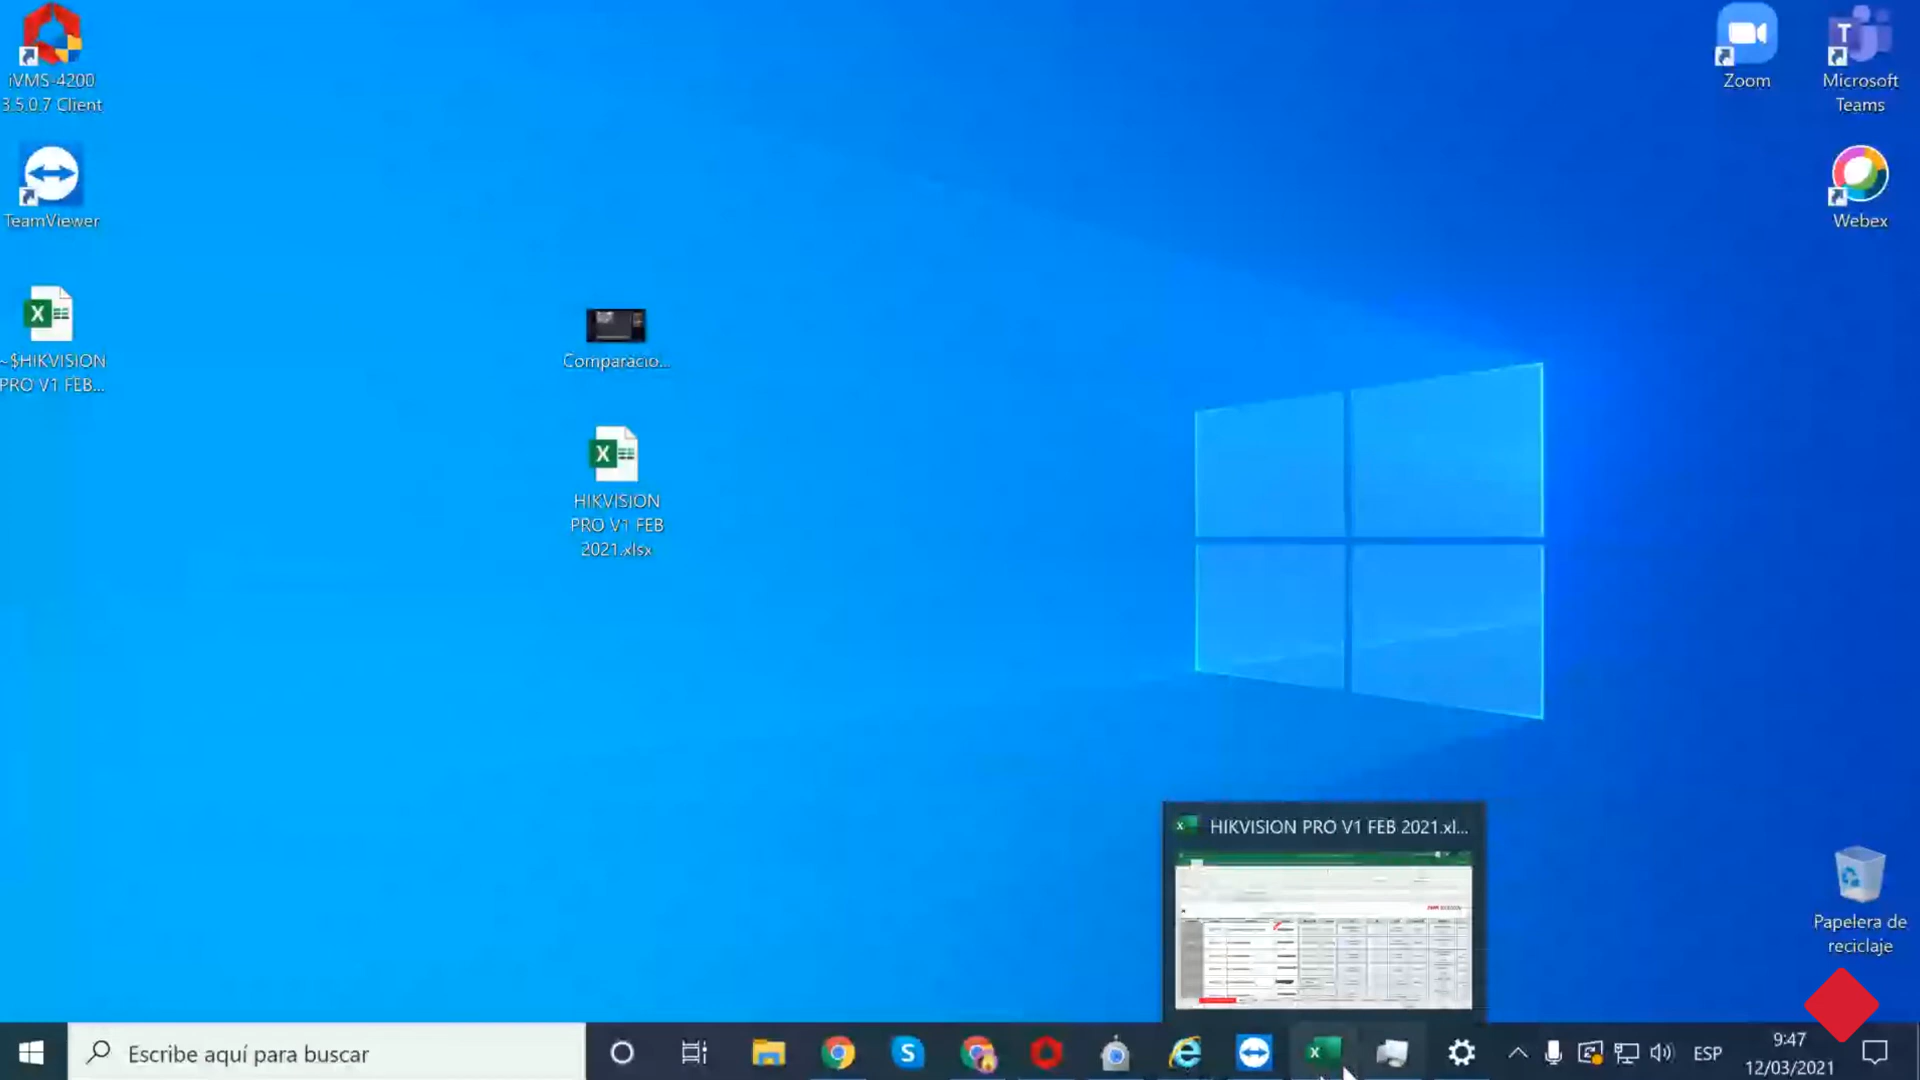 iVMS-4200
3.5.0.7 Client
TeamViewer
~$HIKVISION
PRO V1 FEB...
Comparacio...
HIKVISION
PRO V1 FEB
2021.xlsx
Zoom
Microsoft
Teams
Webex
Papelera de
reciclaje
HIKVISION PRO V1 FEB 2021.xl...
Escribe aquí para buscar
ESP
9:47
12/03/2021